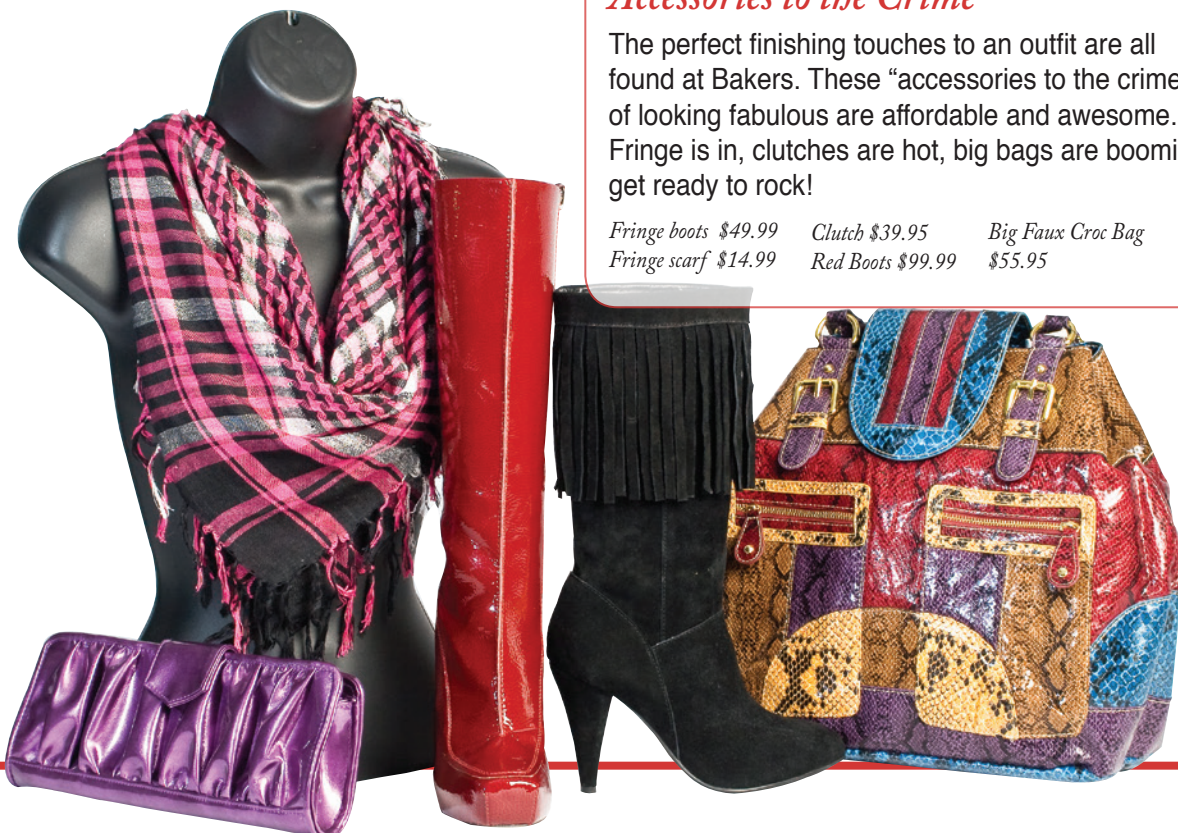 Accessories to the Crime
The perfect finishing touches to an outfit are all
found at Bakers. These “accessories to the crime
of looking fabulous are affordable and awesome.
Fringe is in, clutches are hot, big bags are boomi
get ready to rock!
Fringe boots $49.99 Clutch $39.95 Big Faux Croc Bag
Fringe scarf $14.99 Red Boots $99.99 $55.95